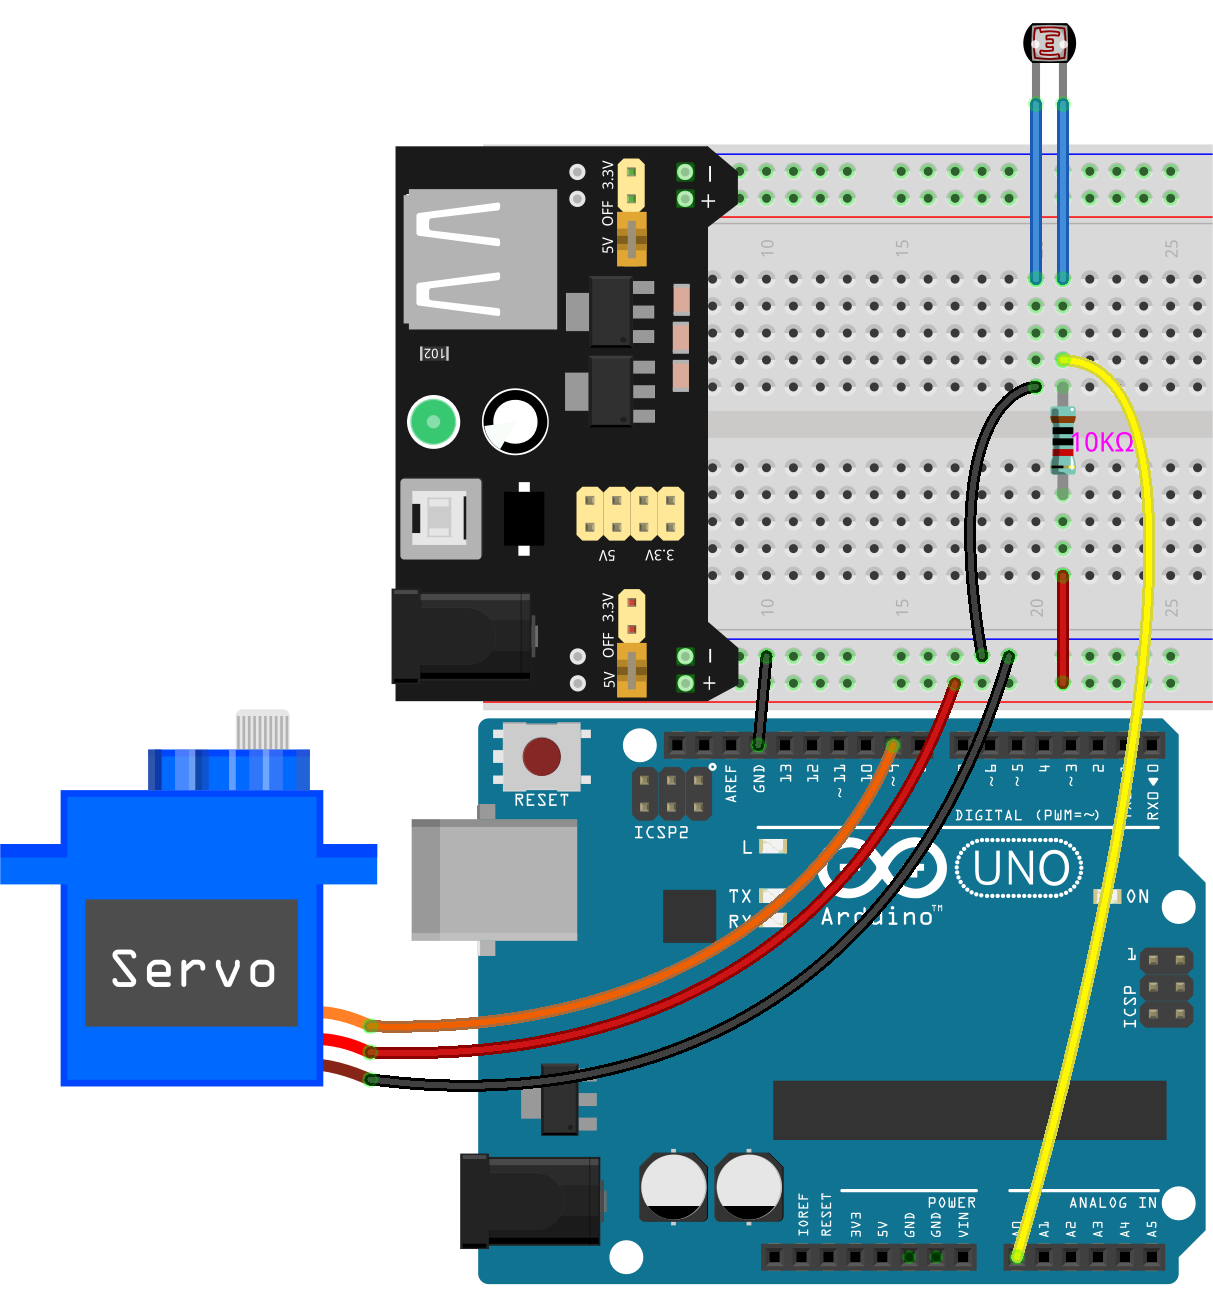 3.3V
OFF
5V
−
+
10
15
25
102
10KΩ
5V
3.3V
3.3V
OFF
5V
−
+
10
15
20
25
RESET
ICSP2
AREF
GND
13
12
~11
10
~9
~6
~5
4
~3
2
RX0◄0
DIGITAL (PWM=~)
L
TX
RX
Arduino™
UNO
ON
1
ICSP
Servo
IOREF
RESET
3V3
5V
GND
GND
VIN
POWER
A0
A1
A2
A3
A4
A5
ANALOG IN